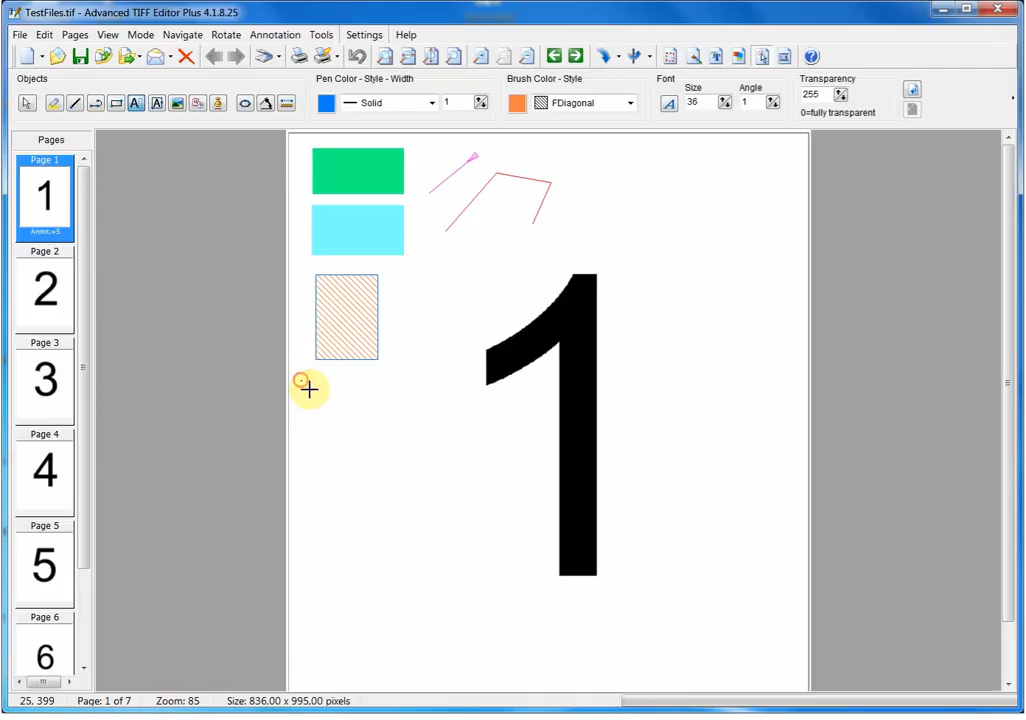 TestFiles.tif - Advanced TIFF Editor Plus 4.1.8.25
File Edit Pages View Mode Navigate Rotate Annotation Tools Settings Help
Objects Pen Color - Style - Width Brush Color - Style Font Transparency
Size Angle
Solid 1 FDiagonal 36 1 255
0=fully transparent
Pages
Page 1
1
Annot.=5
Page 2
2
Page 3
3
Page 4
4
Page 5
5
Page 6
6
1
25, 399 Page: 1 of 7 Zoom: 85 Size: 836,00 x 995.00 pixels